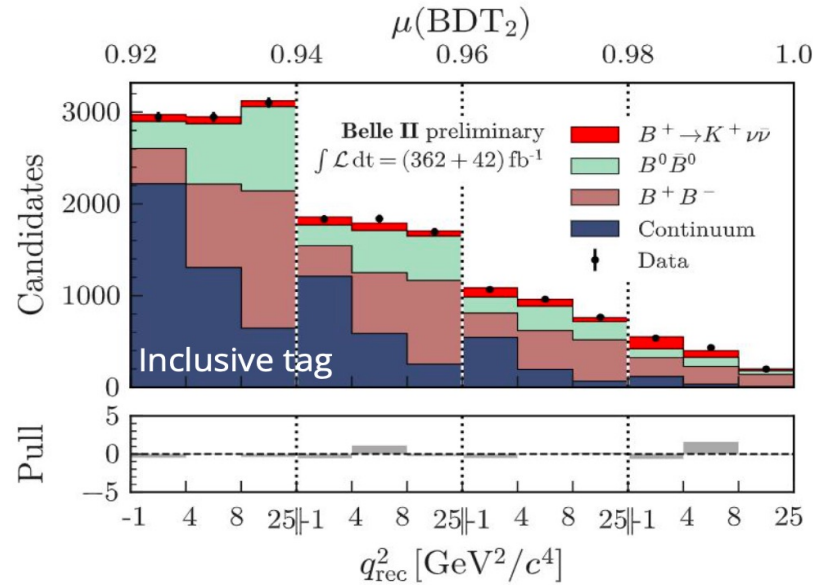 μ(BDT₂)
0.92 0.94 0.96 0.98 1.0
Candidates
3000
2000
1000
0
Belle II preliminary
∫ℒ dt = (362 + 42) fb⁻¹
B⁺→K⁺νν̄
B⁰B̄⁰
B⁺B⁻
Continuum
Data
Inclusive tag
Pull
5
0
−5
-1 4 8 25∥-1 4 8 25∥-1 4 8 25∥-1 4 8 25
q²rec [GeV²/c⁴]